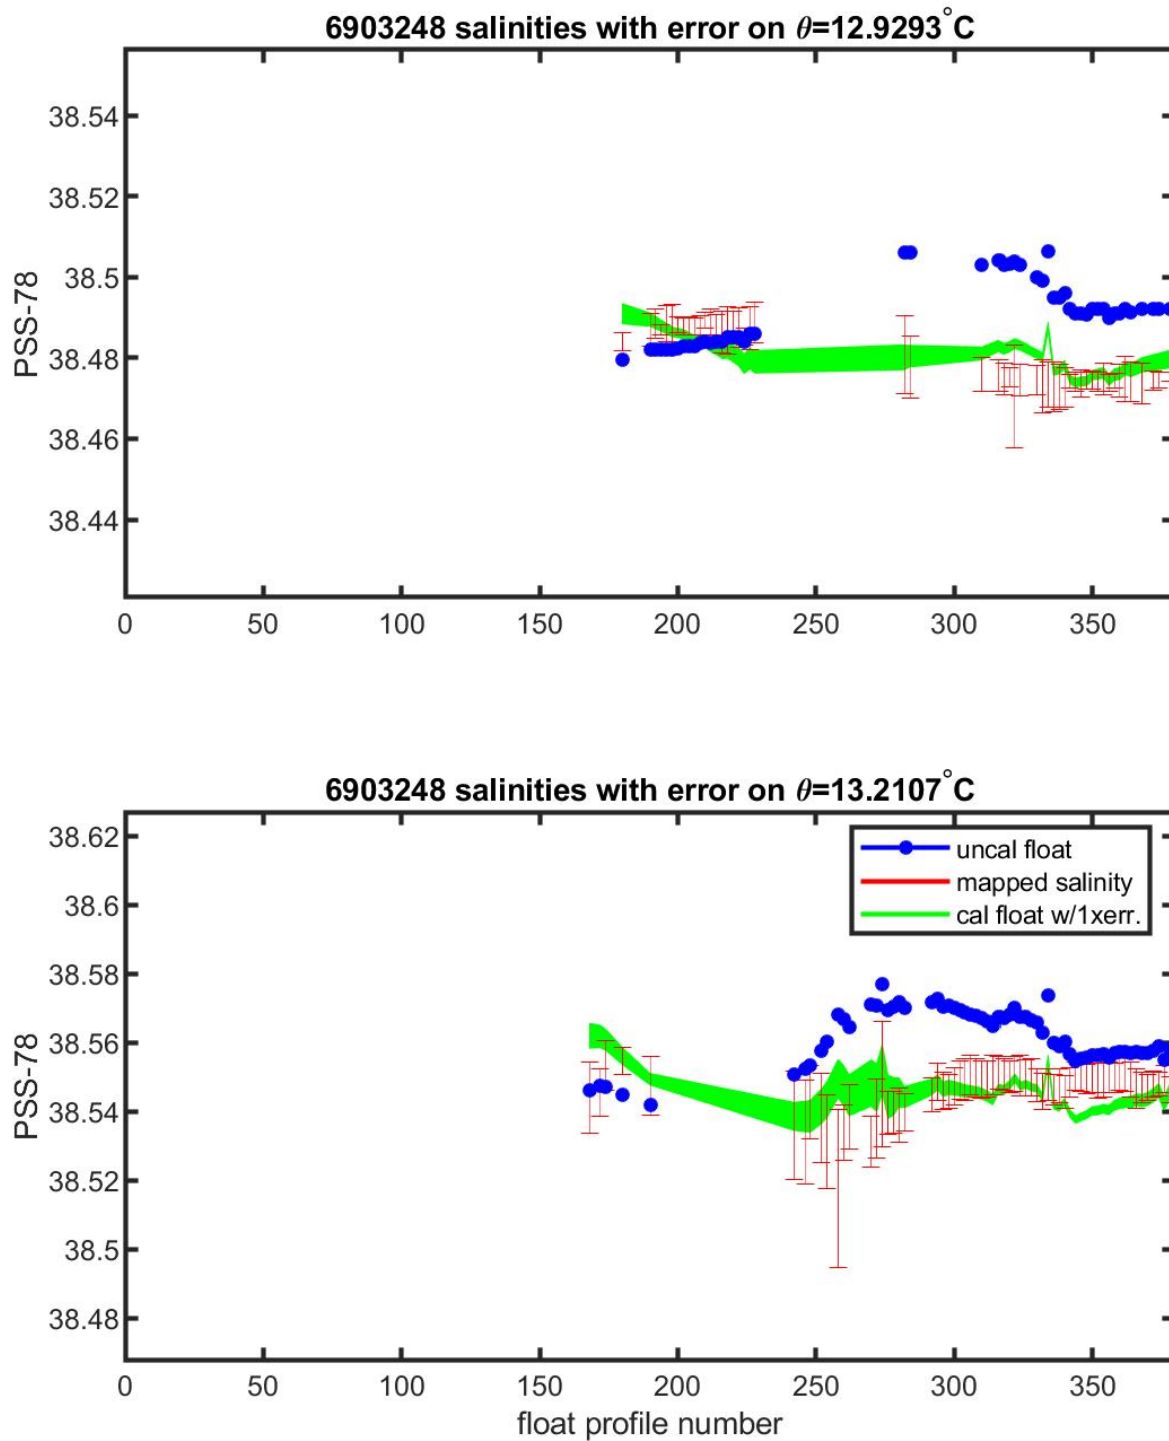 6903248 salinities with error on θ=12.9293°C
38.54
38.52
38.5
38.48
38.46
38.44
PSS-78
0 50 100 150 200 250 300 350
6903248 salinities with error on θ=13.2107°C
38.62
38.6
38.58
38.56
38.54
38.52
38.5
38.48
PSS-78
uncal float
mapped salinity
cal float w/1xerr.
0 50 100 150 200 250 300 350
float profile number